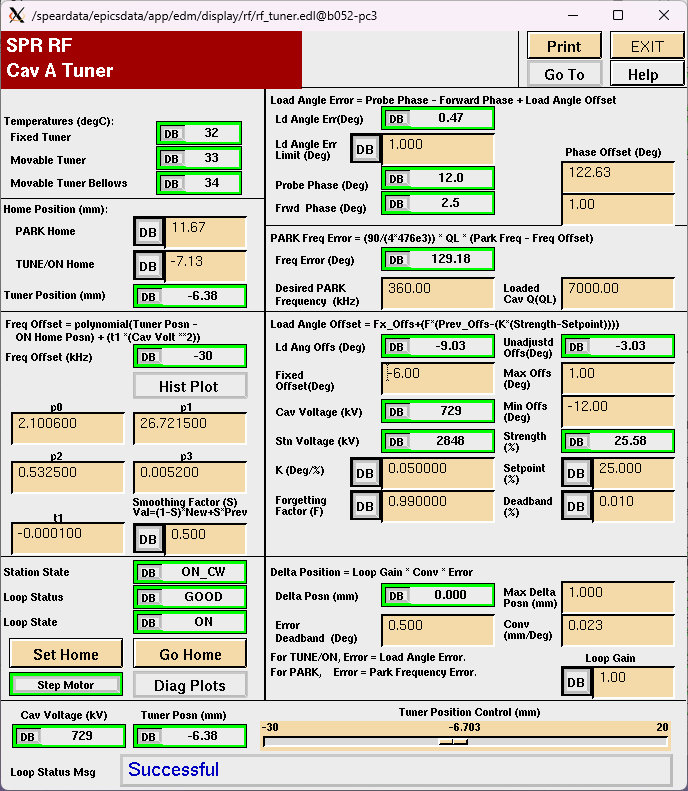 /speardata/epicsdata/app/edm/display/rf/rf_tuner.edl@b052-pc3
SPR RF
Cav A Tuner
Print
EXIT
Go To
Help
Temperatures (degC):
Fixed Tuner DB 32
Movable Tuner DB 33
Movable Tuner Bellows DB 34
Home Position (mm):
PARK Home DB 11.67
TUNE/ON Home DB -7.13
Tuner Position (mm) DB -6.38
Freq Offset = polynomial(Tuner Posn -
ON Home Posn) + (t1 *(Cav Volt **2))
Freq Offset (kHz) DB -30
Hist Plot
p0 p1
2.100600 26.721500
p2 p3
0.532500 0.005200
Smoothing Factor (S)
t1 Val=(1-S)*New+S*Prev
-0.000100 DB 0.500
Station State DB ON_CW
Loop Status DB GOOD
Loop State DB ON
Set Home Go Home
Step Motor Diag Plots
Load Angle Error = Probe Phase - Forward Phase + Load Angle Offset
Ld Angle Err(Deg) DB 0.47
Ld Angle Err
Limit (Deg) DB 1.000
Phase Offset (Deg)
Probe Phase (Deg) DB 12.0 122.63
Frwd Phase (Deg) DB 2.5 1.00
PARK Freq Error = (90/(4*476e3)) * QL * (Park Freq - Freq Offset)
Freq Error (Deg) DB 129.18
Desired PARK
Frequency (kHz) 360.00
Loaded
Cav Q(QL) 7000.00
Load Angle Offset = Fx_Offs+(F*(Prev_Offs-(K*(Strength-Setpoint))))
Ld Ang Offs (Deg) DB -9.03
Unadjustd
Offs(Deg) DB -3.03
Fixed
Offset(Deg) -6.00
Max Offs
(Deg) 1.00
Cav Voltage (kV) DB 729
Min Offs
(Deg) -12.00
Stn Voltage (kV) DB 2848
Strength
(%) DB 25.58
K (Deg/%) DB 0.050000
Setpoint
(%) DB 25.000
Forgetting
Factor (F) DB 0.990000
Deadband
(%) DB 0.010
Delta Position = Loop Gain * Conv * Error
Delta Posn (mm) DB 0.000
Max Delta
Posn (mm) 1.000
Error
Deadband (Deg) 0.500
Conv
(mm/Deg) 0.023
For TUNE/ON, Error = Load Angle Error.
For PARK, Error = Park Frequency Error.
Loop Gain
DB 1.00
Cav Voltage (kV) Tuner Posn (mm)
DB 729 DB -6.38
Tuner Position Control (mm)
-30 -6.703 20
Loop Status Msg Successful